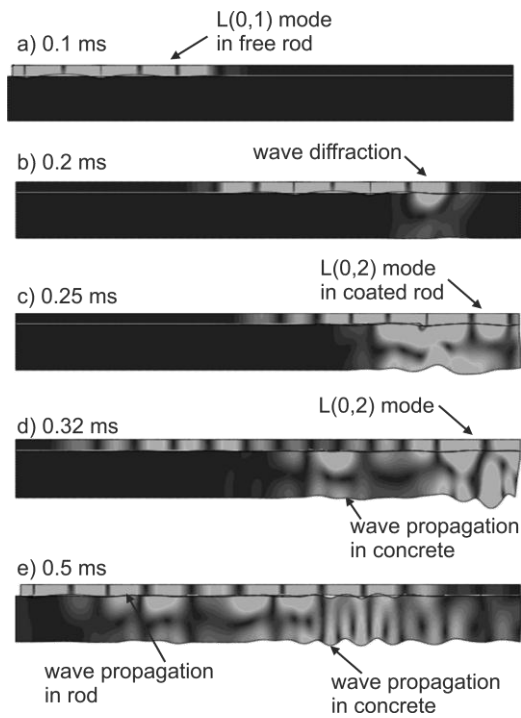 L(0,1) mode
in free rod
a) 0.1 ms
wave diffraction
b) 0.2 ms
L(0,2) mode
in coated rod
c) 0.25 ms
L(0,2) mode
d) 0.32 ms
wave propagation
in concrete
e) 0.5 ms
wave propagation
in rod
wave propagation
in concrete